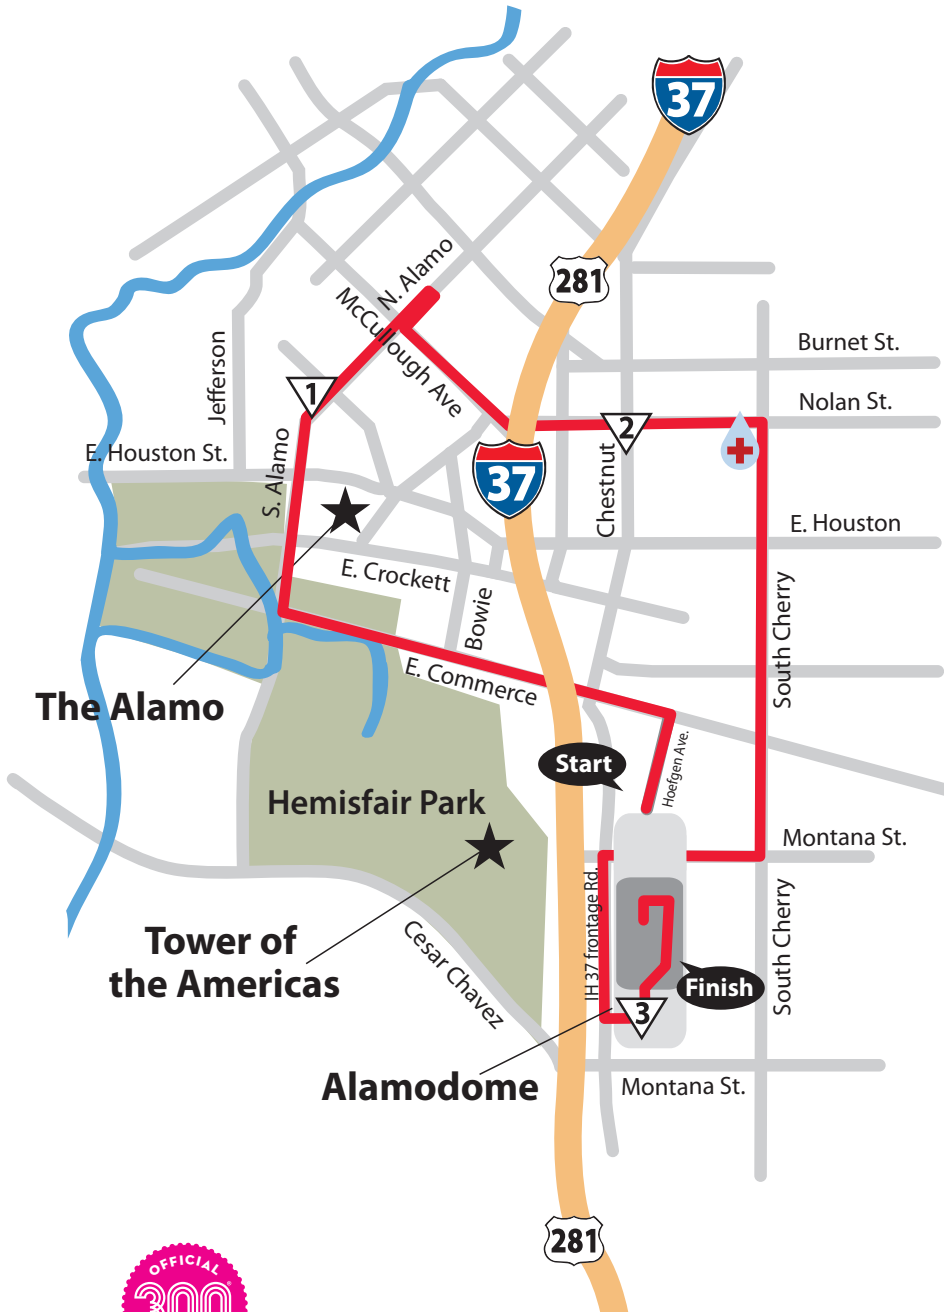 37
281
N. Alamo
McCullough Ave
Burnet St.
Jefferson
1
Nolan St.
2
E. Houston St.
S. Alamo
37
Chestnut
E. Houston
E. Crockett
Bowie
South Cherry
E. Commerce
The Alamo
Hoefgen Ave.
Start
Hemisfair Park
Montana St.
IH 37 frontage Rd.
Tower of
the Americas
Cesar Chavez
South Cherry
Finish
3
Alamodome
Montana St.
281
OFFICIAL
300